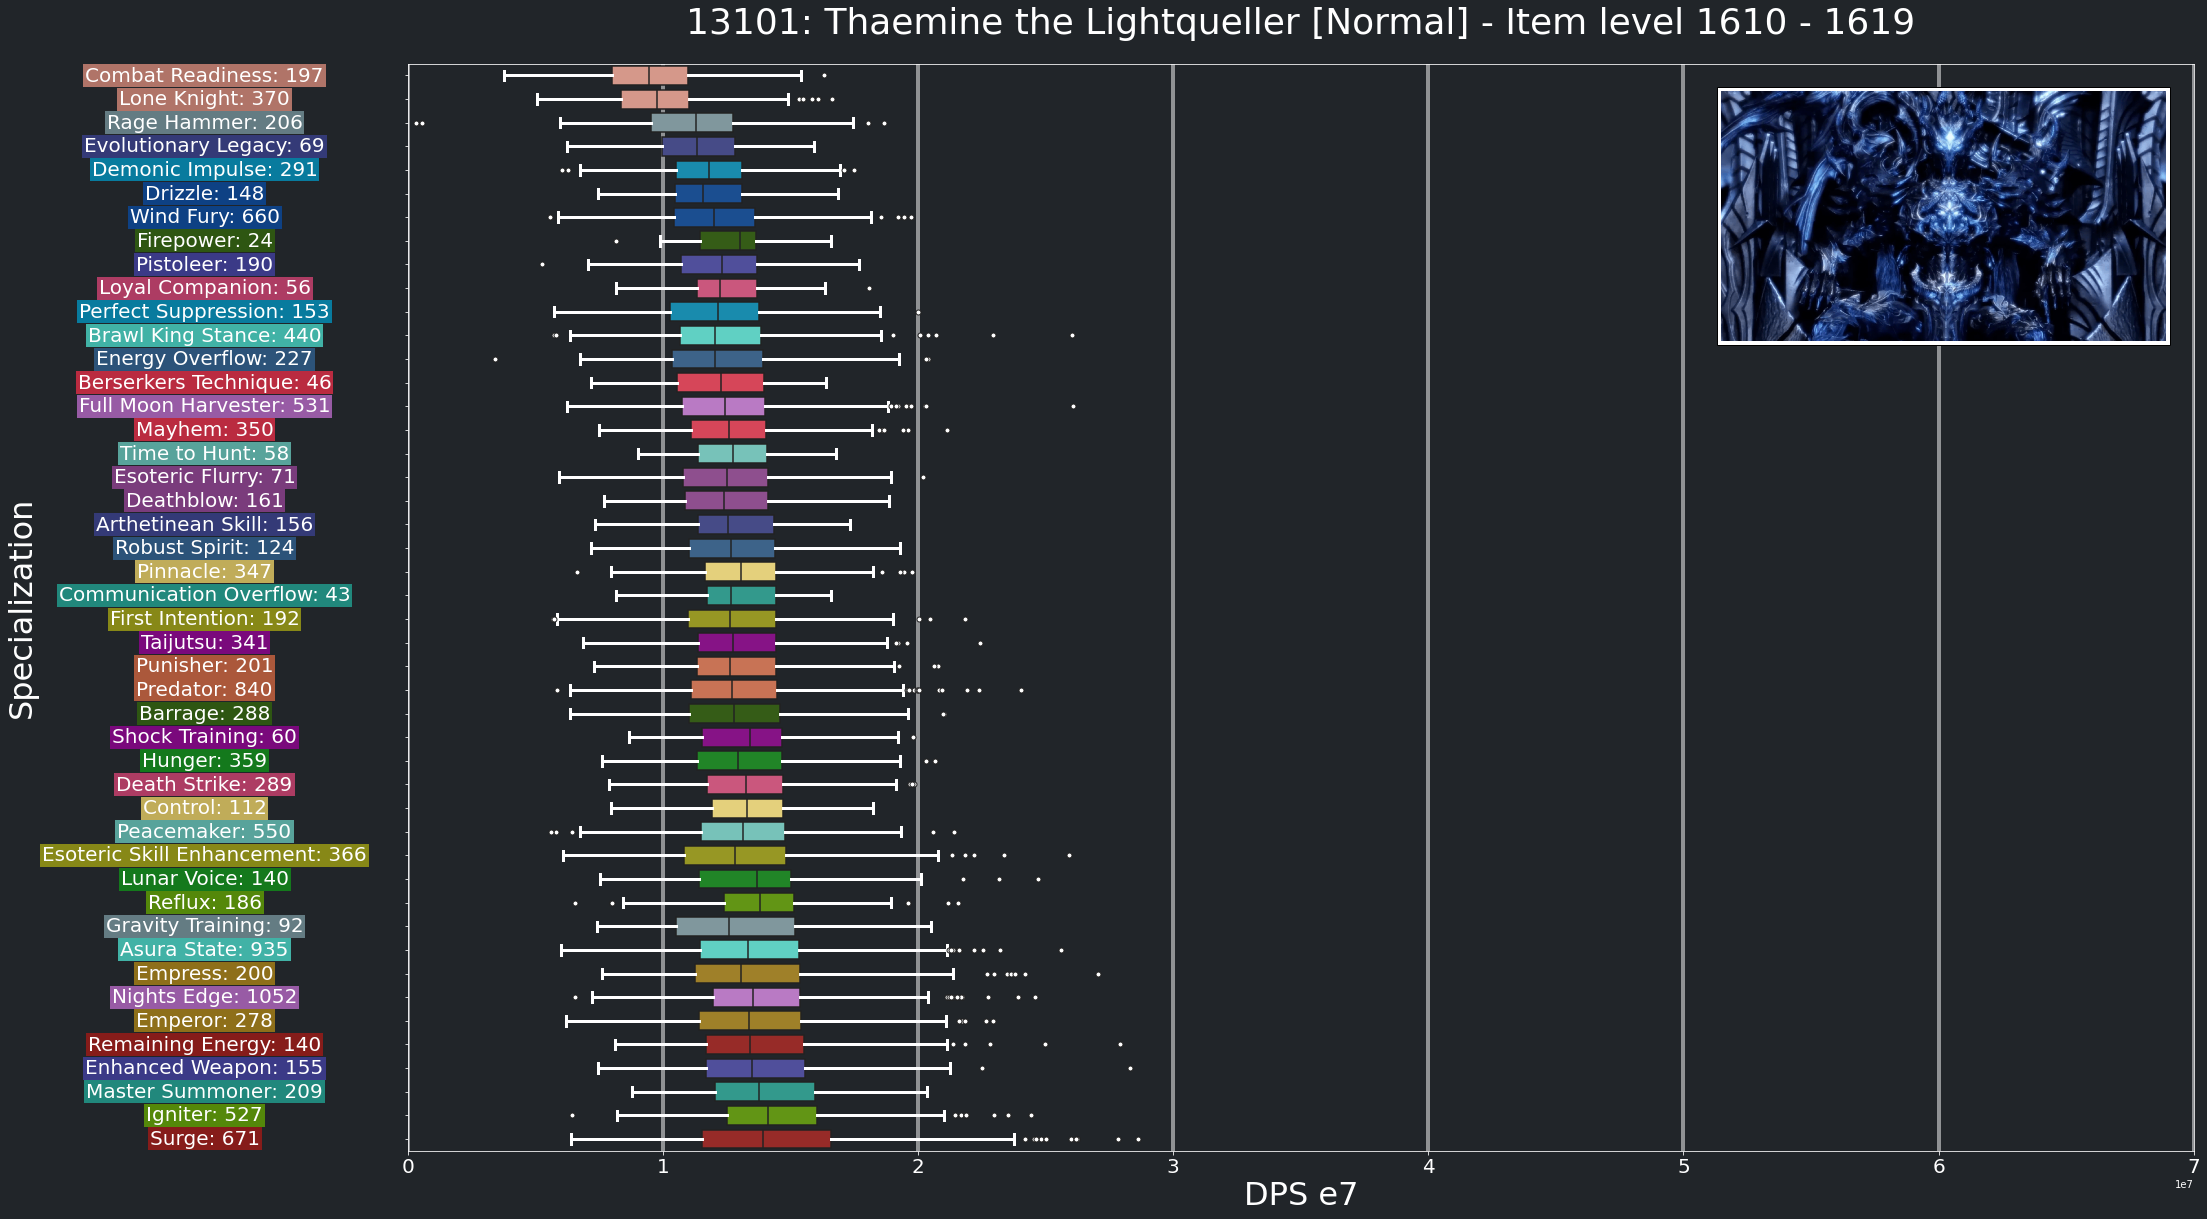 13101: Thaemine the Lightqueller [Normal] - Item level 1610 - 1619
Specialization
Combat Readiness: 197
Lone Knight: 370
Rage Hammer: 206
Evolutionary Legacy: 69
Demonic Impulse: 291
Drizzle: 148
Wind Fury: 660
Firepower: 24
Pistoleer: 190
Loyal Companion: 56
Perfect Suppression: 153
Brawl King Stance: 440
Energy Overflow: 227
Berserkers Technique: 46
Full Moon Harvester: 531
Mayhem: 350
Time to Hunt: 58
Esoteric Flurry: 71
Deathblow: 161
Arthetinean Skill: 156
Robust Spirit: 124
Pinnacle: 347
Communication Overflow: 43
First Intention: 192
Taijutsu: 341
Punisher: 201
Predator: 840
Barrage: 288
Shock Training: 60
Hunger: 359
Death Strike: 289
Control: 112
Peacemaker: 550
Esoteric Skill Enhancement: 366
Lunar Voice: 140
Reflux: 186
Gravity Training: 92
Asura State: 935
Empress: 200
Nights Edge: 1052
Emperor: 278
Remaining Energy: 140
Enhanced Weapon: 155
Master Summoner: 209
Igniter: 527
Surge: 671
0 1 2 3 4 5 6 7
1e7
DPS e7